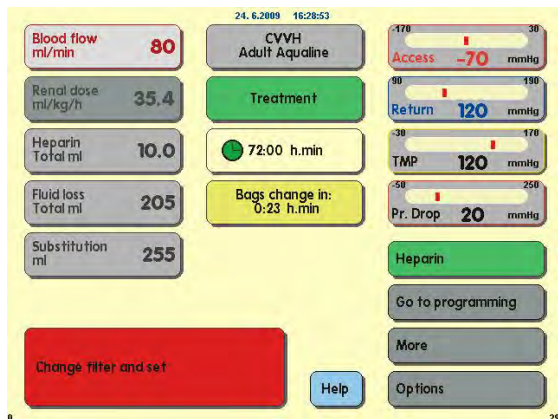 24. 6.2009 16:28:53
Blood flow
ml/min 80
Renal dose
ml/kg/h 35.4
Heparin
Total ml 10.0
Fluid loss
Total ml 205
Substitution
ml 255
Change filter and set
CVVH
Adult Aqualine
Treatment
72:00 h.min
Bags change in:
0:23 h.min
Help
-170 30
Access -70 mmHg
90 190
Return 120 mmHg
-30 170
TMP 120 mmHg
-50 250
Pr. Drop 20 mmHg
Heparin
Go to programming
More
Options